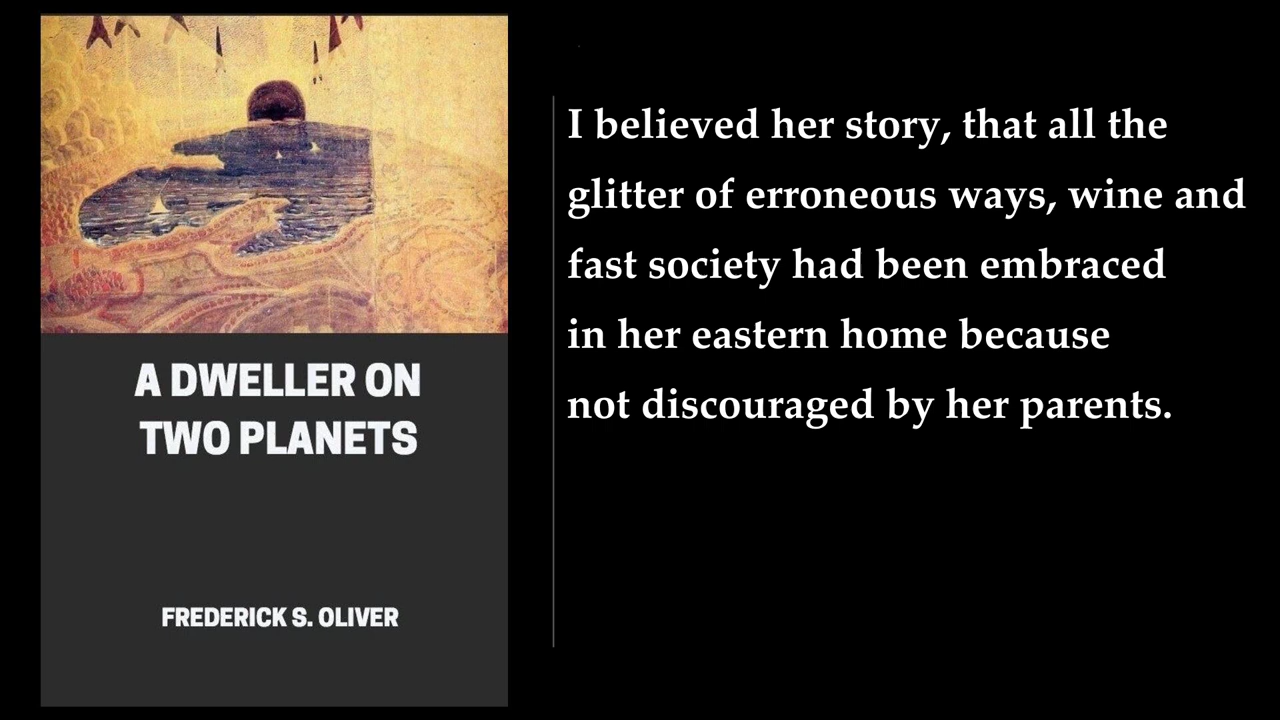 A DWELLER ON
TWO PLANETS
FREDERICK S. OLIVER
I believed her story, that all the
glitter of erroneous ways, wine and
fast society had been embraced
in her eastern home because
not discouraged by her parents.